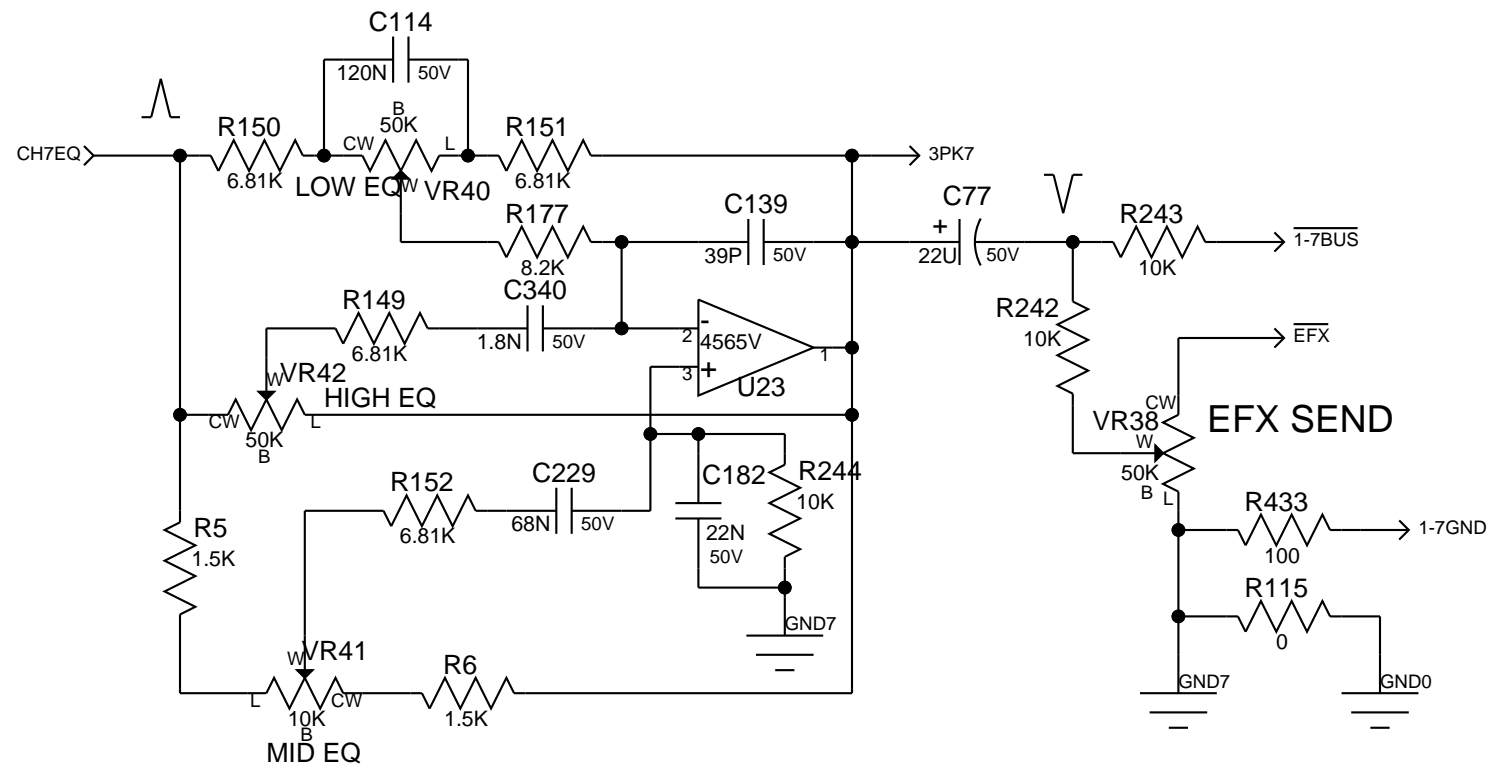 C114
120N 50V
B
50K
R150
CW
L
R151
CH7EQ
3PK7
6.81K
LOW EQ
W
VR40
6.81K
C77
R177
C139
R243
+
22U
50V
1-7BUS
8.2K
39P
50V
10K
C340
R149
R242
1.8N
50V
6.81K
2
-
4565V
1
10K
EFX
3
+
U23
W
VR42
HIGH EQ
CW
L
50K
B
CW
VR38
W
EFX SEND
50K
B
L
R152
C229
C182
R244
10K
68N
50V
6.81K
22N
50V
R5
1.5K
R433
1-7GND
100
R115
0
GND7
W
VR41
R6
L
CW
10K
B
1.5K
MID EQ
GND7
GND0